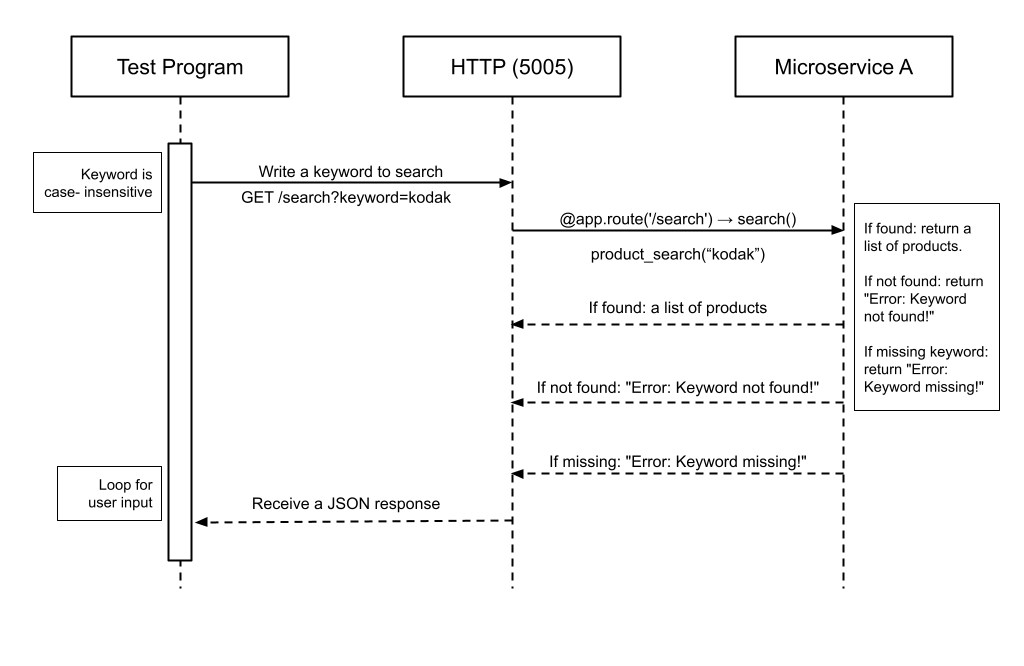 Test Program
HTTP (5005)
Microservice A
Keyword is
case- insensitive
Write a keyword to search
GET /search?keyword=kodak
@app.route('/search') → search()
product_search(“kodak”)
If found: return a
list of products.
If not found: return
"Error: Keyword
not found!"
If missing keyword:
return "Error:
Keyword missing!"
If found: a list of products
If not found: "Error: Keyword not found!"
If missing: "Error: Keyword missing!"
Loop for
user input
Receive a JSON response